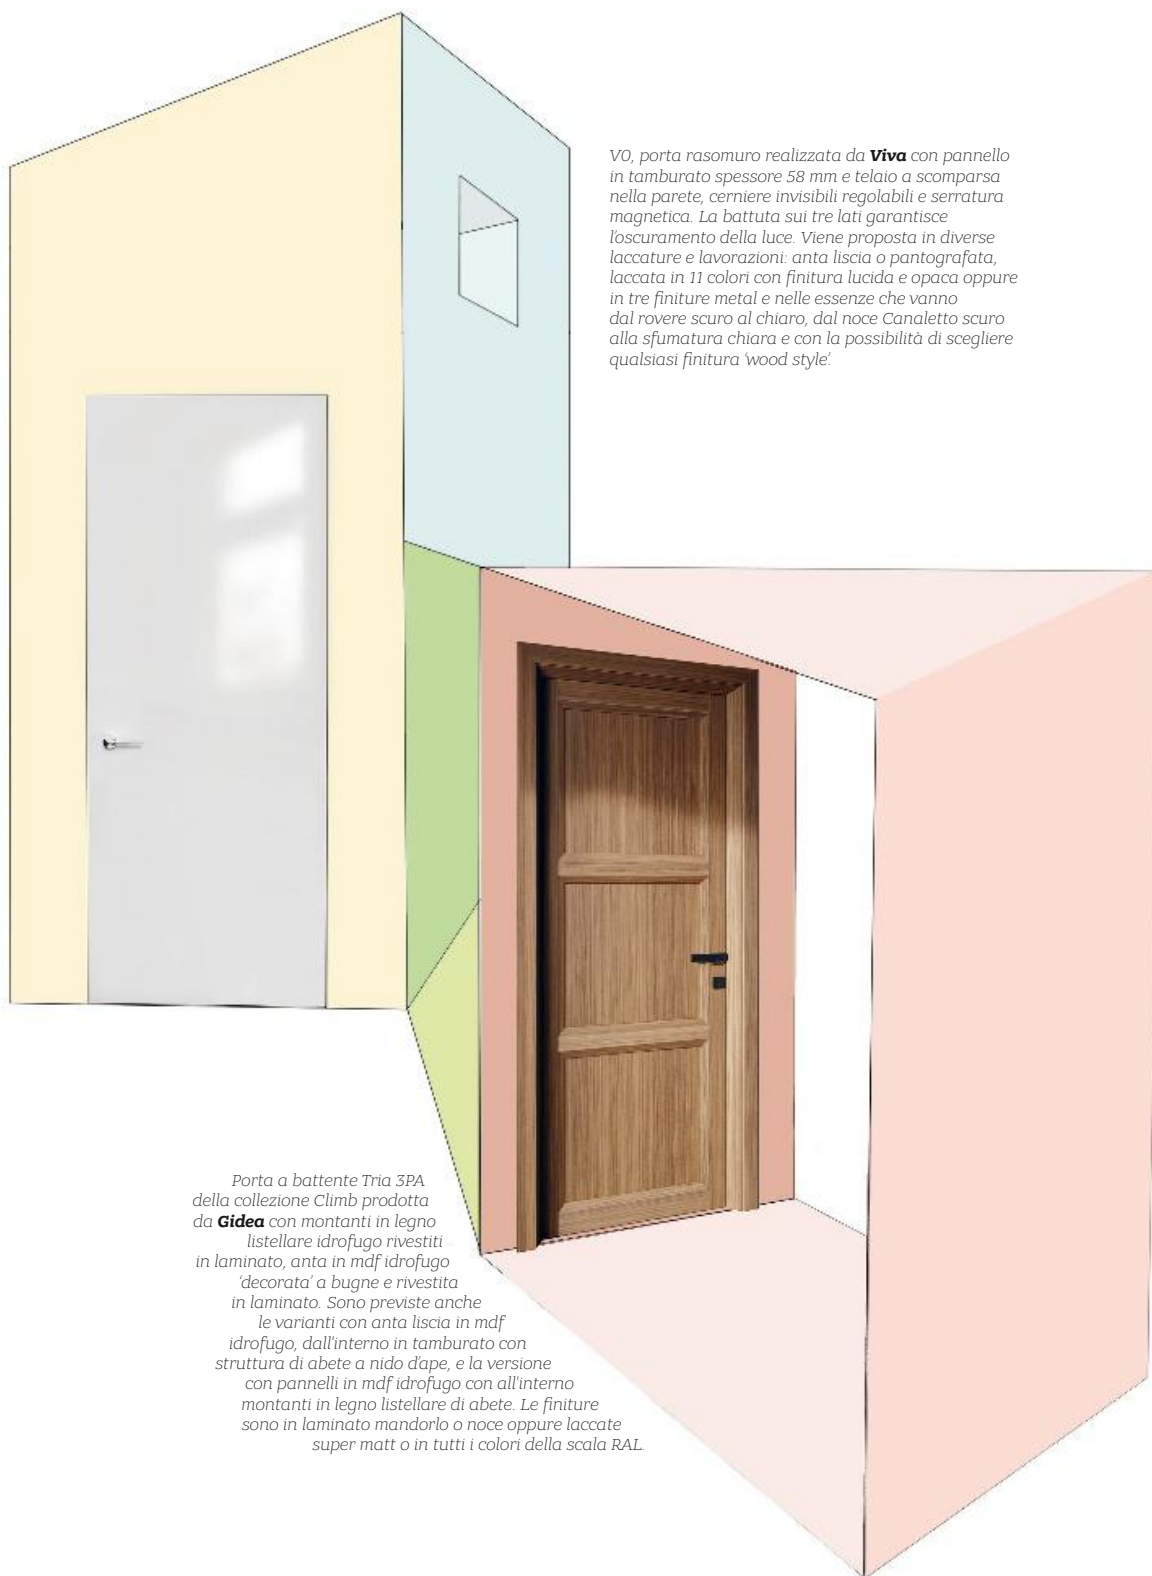 V0, porta rasomuro realizzata da Viva con pannello
in tamburato spessore 58 mm e telaio a scomparsa
nella parete, cerniere invisibili regolabili e serratura
magnetica. La battuta sui tre lati garantisce
l'oscuramento della luce. Viene proposta in diverse
laccature e lavorazioni: anta liscia o pantografata,
laccata in 11 colori con finitura lucida e opaca oppure
in tre finiture metal e nelle essenze che vanno
dal rovere scuro al chiaro, dal noce Canaletto scuro
alla sfumatura chiara e con la possibilità di scegliere
qualsiasi finitura 'wood style'.
Porta a battente Tria 3PA
della collezione Climb prodotta
da Gidea con montanti in legno
listellare idrofugo rivestiti
in laminato, anta in mdf idrofugo
'decorata' a bugne e rivestita
in laminato. Sono previste anche
le varianti con anta liscia in mdf
idrofugo, dall'interno in tamburato con
struttura di abete a nido d'ape, e la versione
con pannelli in mdf idrofugo con all'interno
montanti in legno listellare di abete. Le finiture
sono in laminato mandorlo o noce oppure laccate
super matt o in tutti i colori della scala RAL.